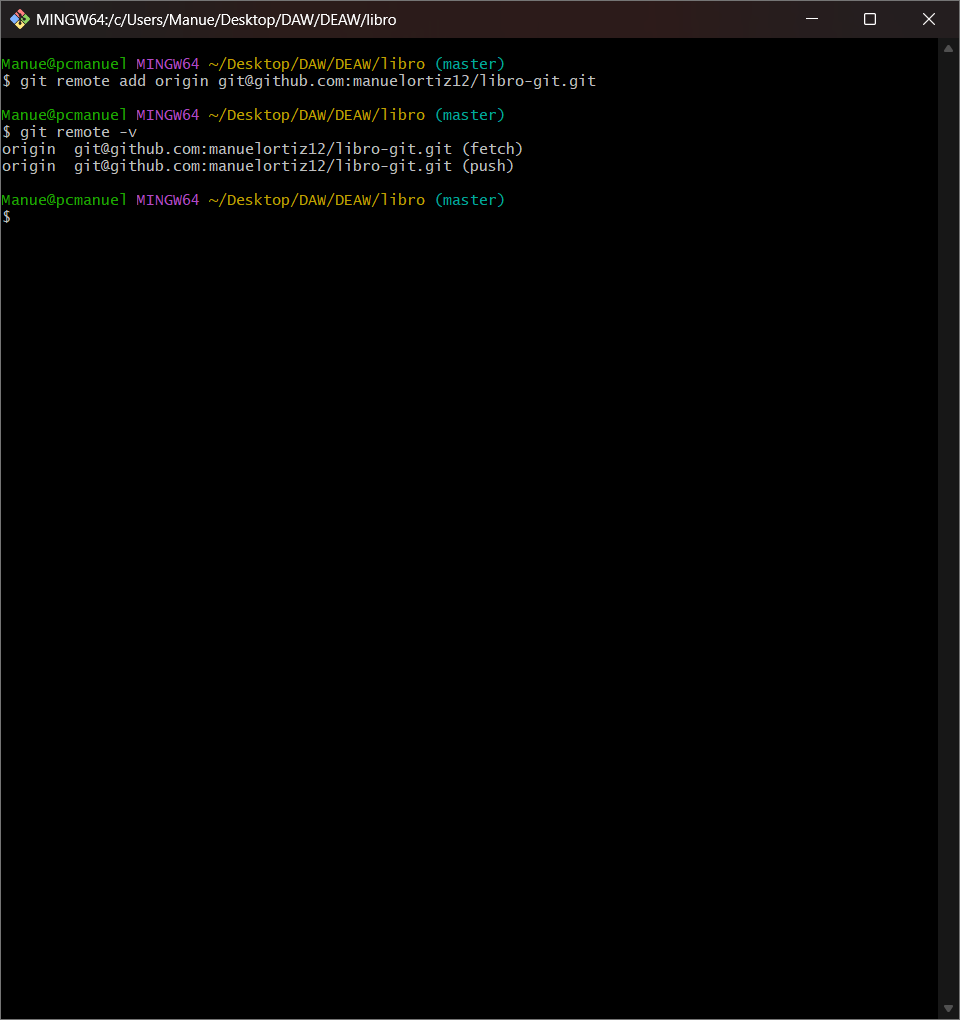 MINGW64:/c/Users/Manue/Desktop/DAW/DEAW/libro
Manue@pcmanuel MINGW64 ~/Desktop/DAW/DEAW/libro (master)
$ git remote add origin git@github.com:manuelortiz12/libro-git.git
Manue@pcmanuel MINGW64 ~/Desktop/DAW/DEAW/libro (master)
$ git remote -v
origin  git@github.com:manuelortiz12/libro-git.git (fetch)
origin  git@github.com:manuelortiz12/libro-git.git (push)
Manue@pcmanuel MINGW64 ~/Desktop/DAW/DEAW/libro (master)
$